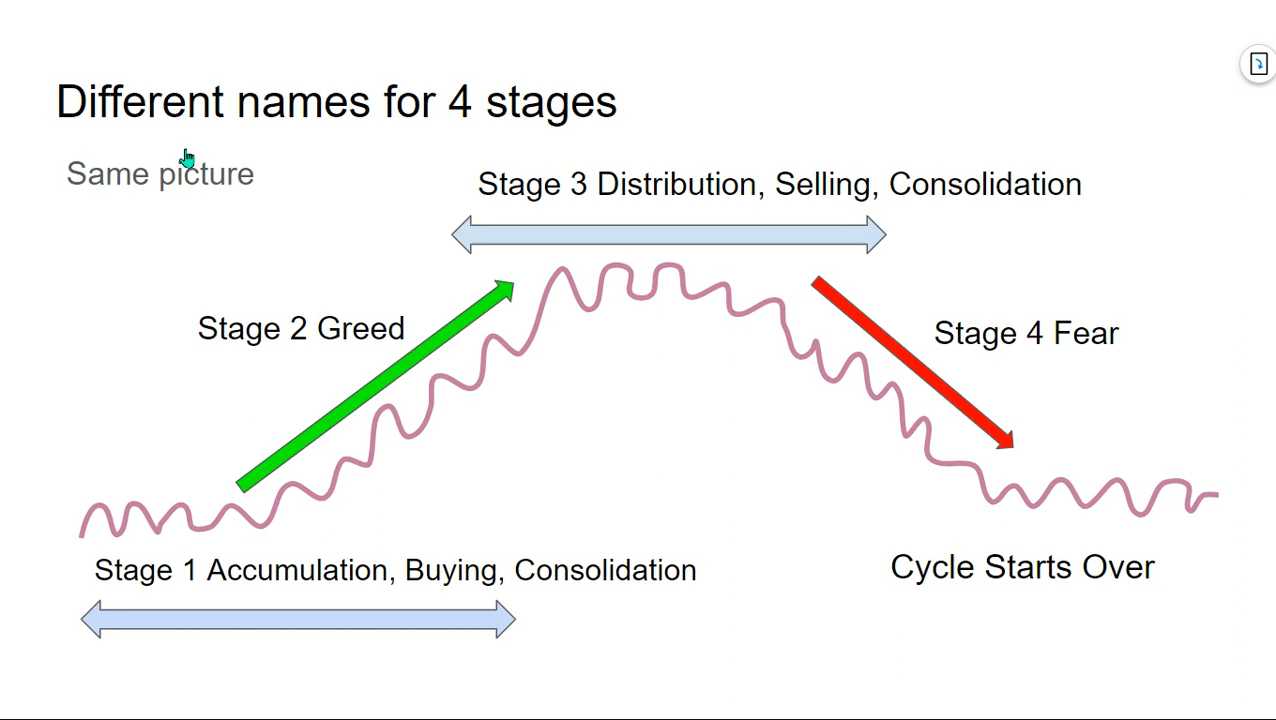 Different names for 4 stages
Same picture
Stage 3 Distribution, Selling, Consolidation
Stage 2 Greed
Stage 4 Fear
Stage 1 Accumulation, Buying, Consolidation
Cycle Starts Over